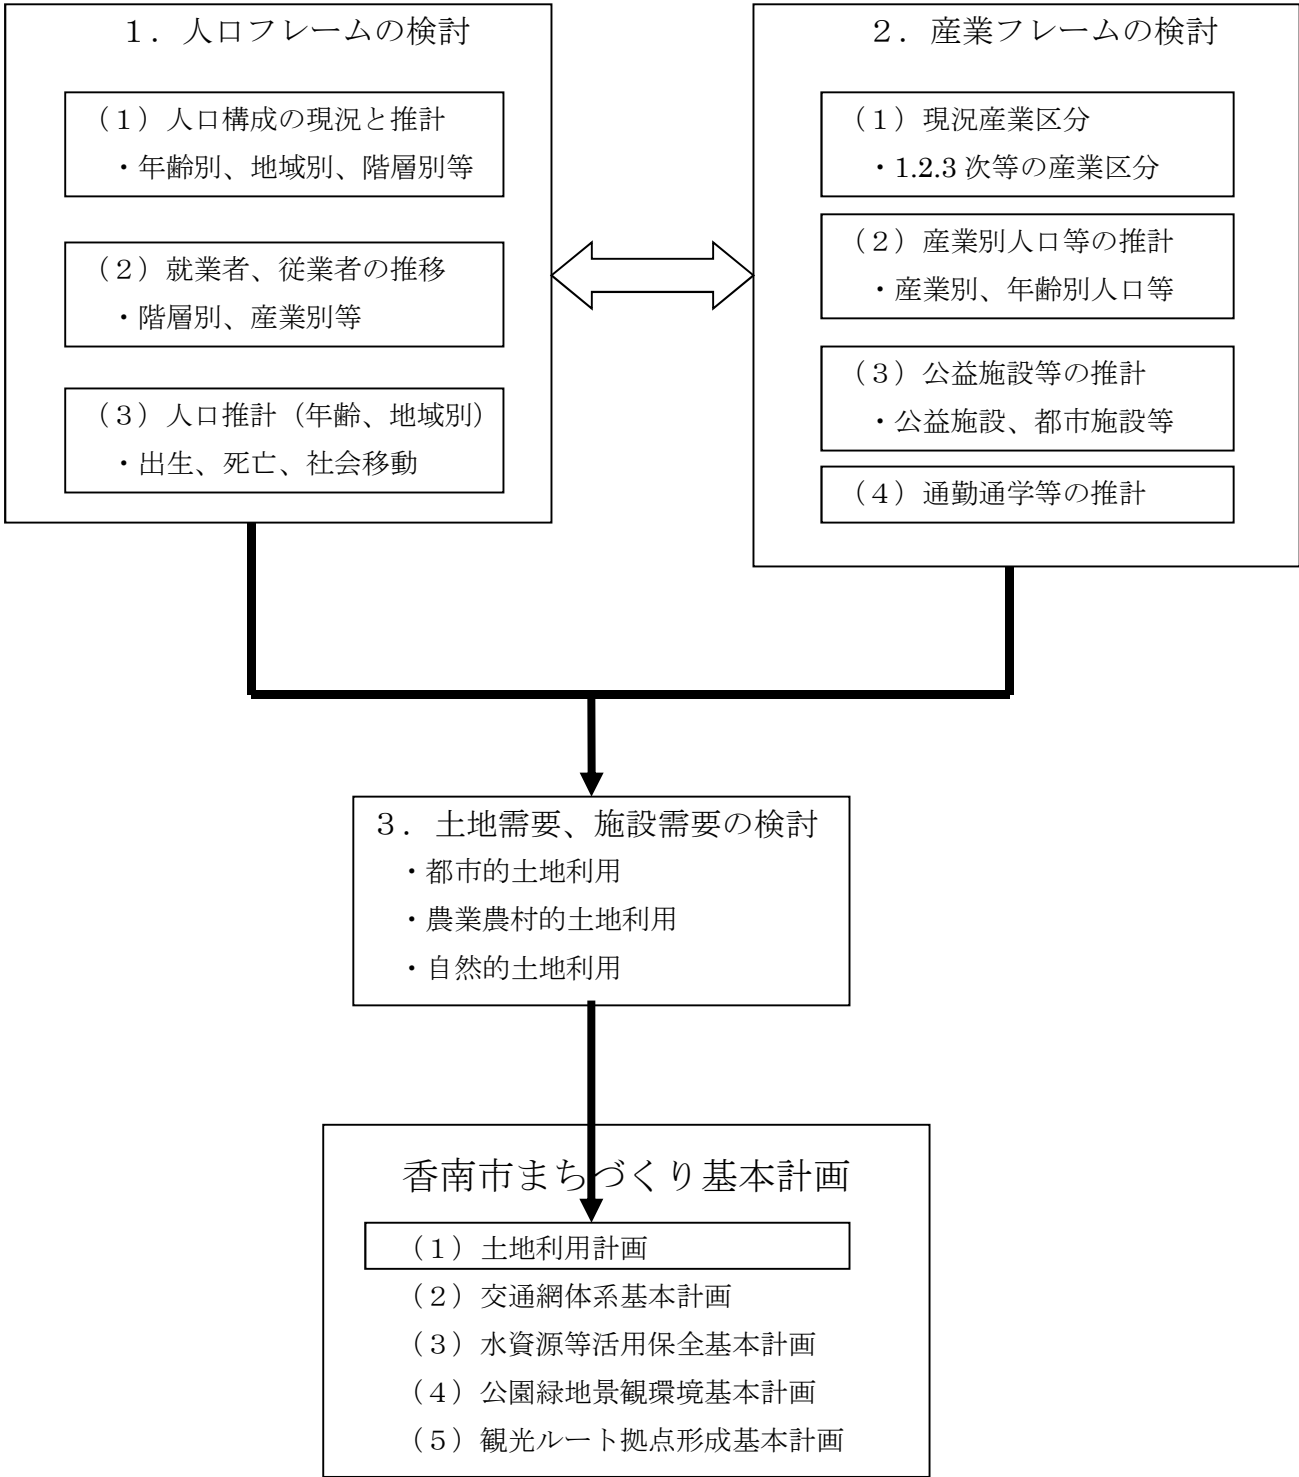 １．人口フレームの検討
（１）人口構成の現況と推計
・年齢別、地域別、階層別等
（２）就業者、従業者の推移
・階層別、産業別等
（３）人口推計（年齢、地域別）
・出生、死亡、社会移動
２．産業フレームの検討
（１）現況産業区分
・1.2.3 次等の産業区分
（２）産業別人口等の推計
・産業別、年齢別人口等
（３）公益施設等の推計
・公益施設、都市施設等
（４）通勤通学等の推計
３．土地需要、施設需要の検討
・都市的土地利用
・農業農村的土地利用
・自然的土地利用
香南市まちづくり基本計画
（１）土地利用計画
（２）交通網体系基本計画
（３）水資源等活用保全基本計画
（４）公園緑地景観環境基本計画
（５）観光ルート拠点形成基本計画